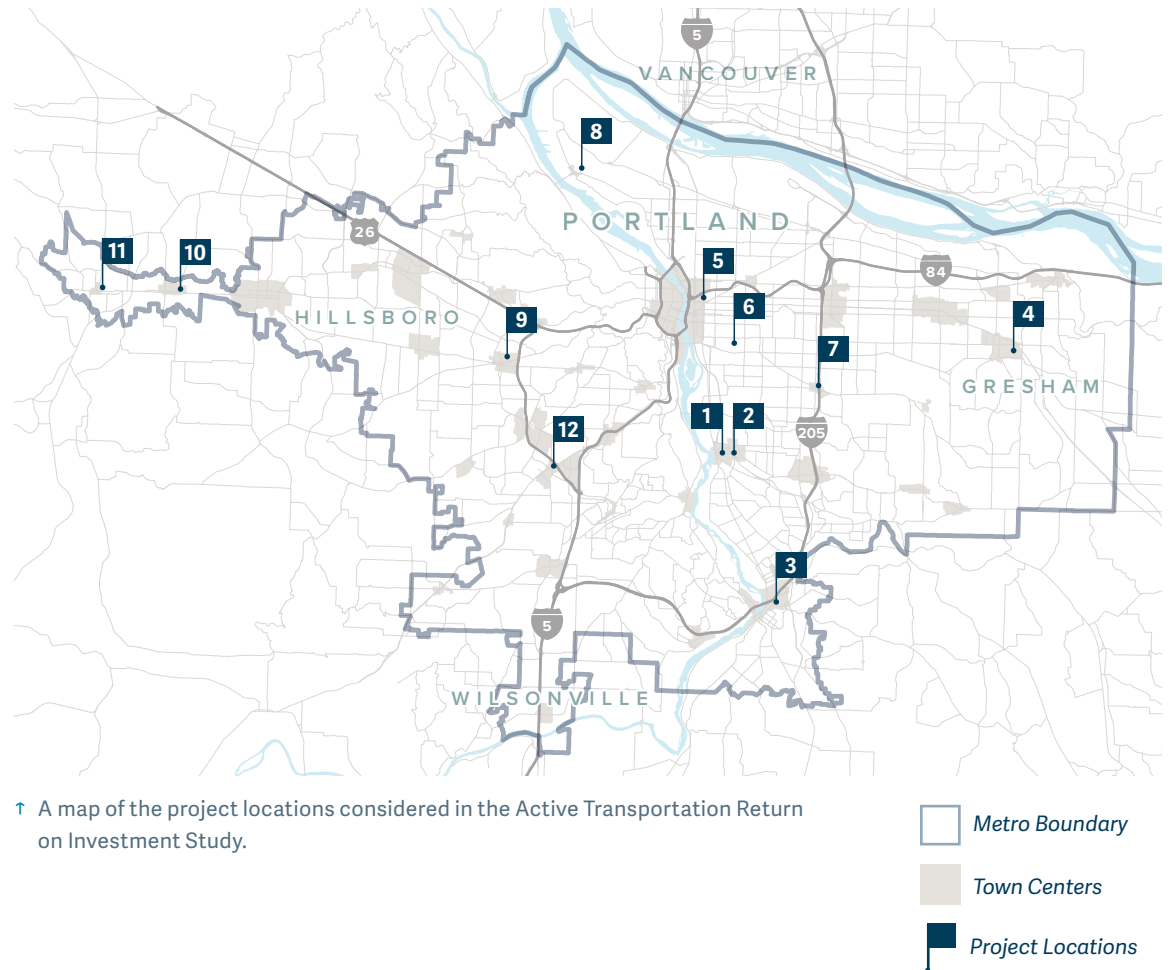 5
VANCOUVER
8
PORTLAND
26
11
10
5
84
HILLSBORO
6
4
9
7
GRESHAM
1
2
12
205
3
5
WILSONVILLE
↑ A map of the project locations considered in the Active Transportation Return
on Investment Study.
Metro Boundary
Town Centers
Project Locations